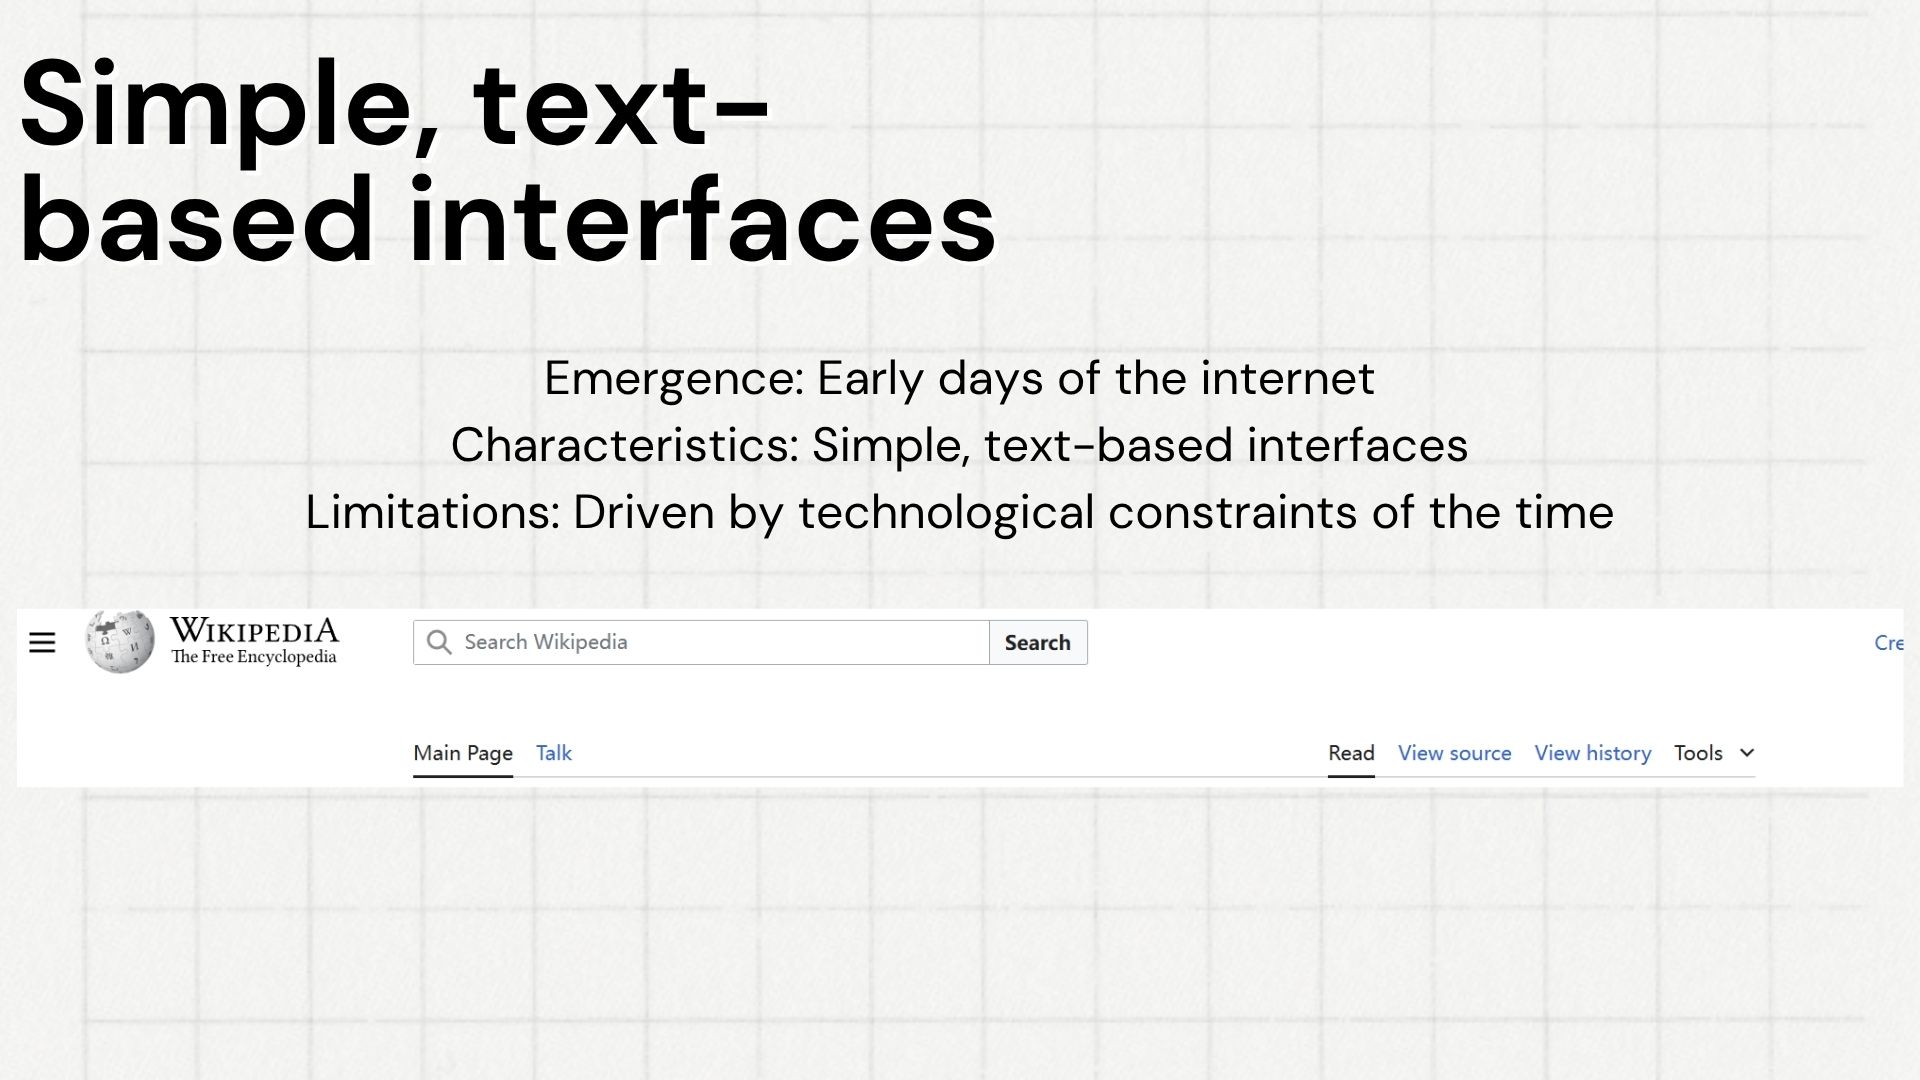 Simple, text-
based interfaces
Emergence: Early days of the internet
Characteristics: Simple, text-based interfaces
Limitations: Driven by technological constraints of the time
WIKIPEDIA
The Free Encyclopedia
Search Wikipedia
Search
Cre
Main Page Talk
Read View source View history Tools